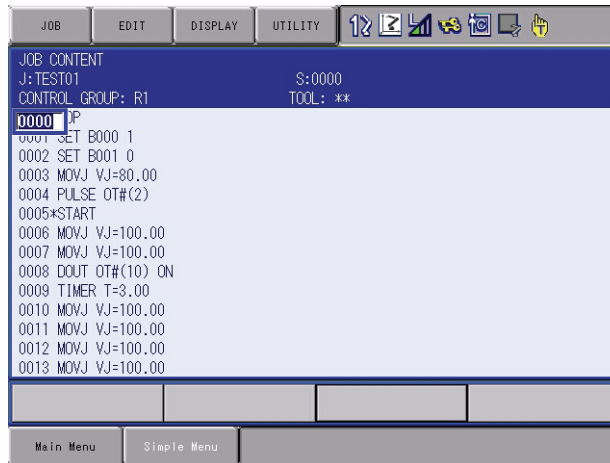 JOB EDIT DISPLAY UTILITY
JOB CONTENT
J:TEST01 S:0000
CONTROL GROUP: R1 TOOL: **
0000 OP
0001 SET B000 1
0002 SET B001 0
0003 MOVJ VJ=80.00
0004 PULSE OT#(2)
0005*START
0006 MOVJ VJ=100.00
0007 MOVJ VJ=100.00
0008 DOUT OT#(10) ON
0009 TIMER T=3.00
0010 MOVJ VJ=100.00
0011 MOVJ VJ=100.00
0012 MOVJ VJ=100.00
0013 MOVJ VJ=100.00
Main Menu Simple Menu